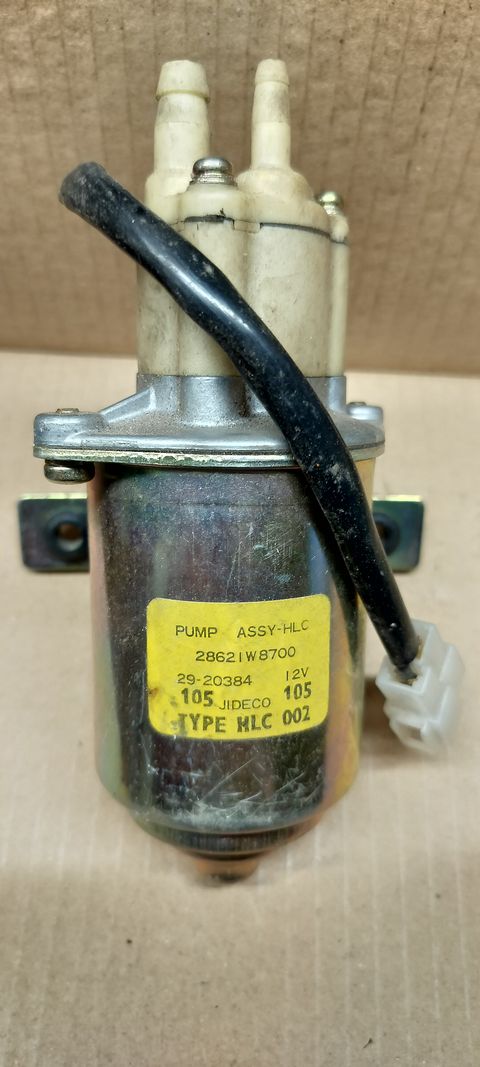 PUMP ASSY-HLC
28621W8700
29-20384 12V
105 JIDECO 105
TYPE HLC 002